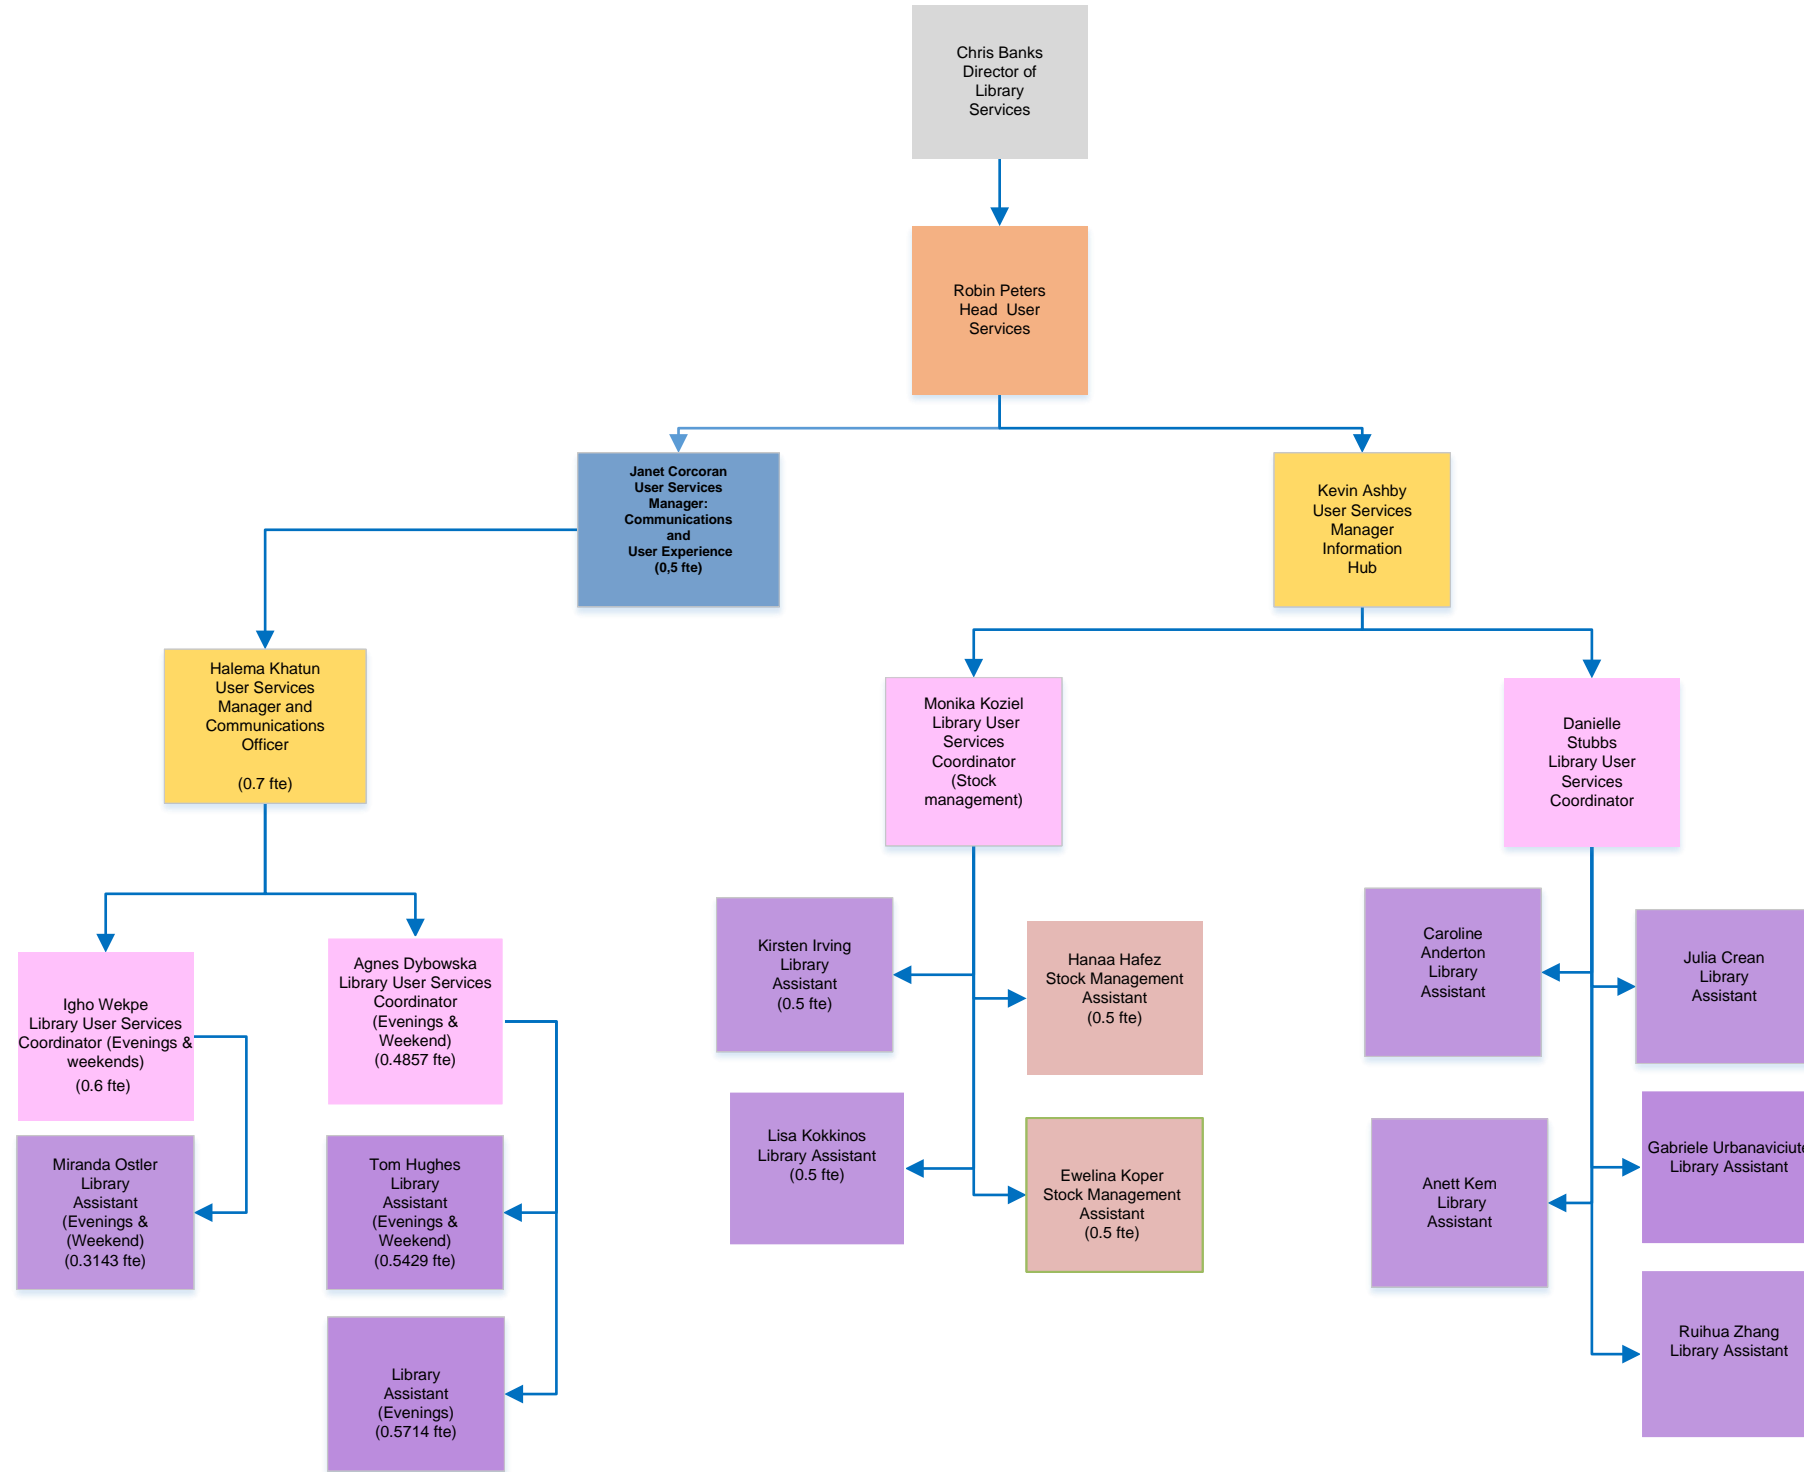 Chris Banks
Director of
Library
Services
Robin Peters
Head  User
Services
Janet Corcoran
User Services
Manager:
Communications
and
User Experience
(0,5 fte)
Kevin Ashby
User Services
Manager
Information
Hub
Halema Khatun
User Services
Manager and
Communications
Officer
(0.7 fte)
Monika Koziel
Library User
Services
Coordinator
(Stock
management)
Danielle
Stubbs
Library User
Services
Coordinator
Igho Wekpe
Library User Services
Coordinator (Evenings &
weekends)
(0.6 fte)
Agnes Dybowska
Library User Services
Coordinator
(Evenings &
Weekend)
(0.4857 fte)
Kirsten Irving
Library
Assistant
(0.5 fte)
Hanaa Hafez
Stock Management
Assistant
(0.5 fte)
Caroline
Anderton
Library
Assistant
Julia Crean
Library
Assistant
Miranda Ostler
Library
Assistant
(Evenings &
(Weekend)
(0.3143 fte)
Tom Hughes
Library
Assistant
(Evenings &
Weekend)
(0.5429 fte)
Lisa Kokkinos
Library Assistant
(0.5 fte)
Ewelina Koper
Stock Management
Assistant
(0.5 fte)
Anett Kem
Library
Assistant
Gabriele Urbanaviciute
Library Assistant
Library
Assistant
(Evenings)
(0.5714 fte)
Ruihua Zhang
Library Assistant